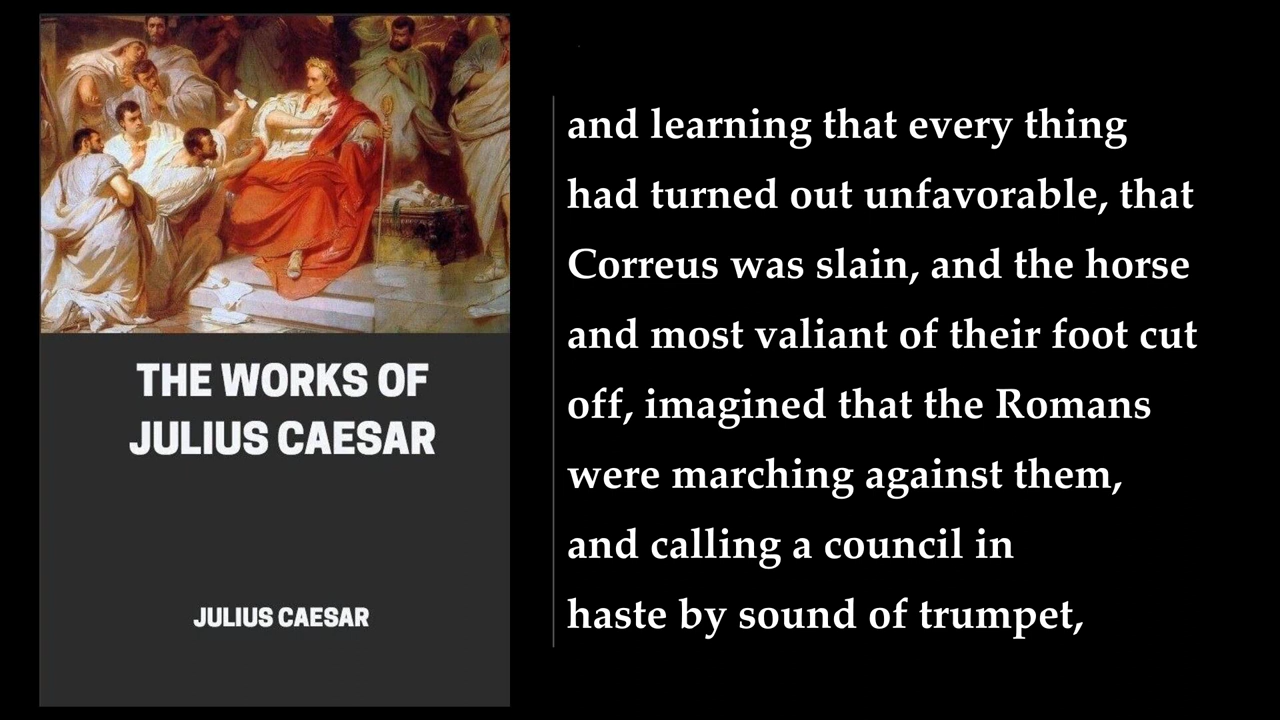 THE WORKS OF
JULIUS CAESAR
JULIUS CAESAR
and learning that every thing
had turned out unfavorable, that
Correus was slain, and the horse
and most valiant of their foot cut
off, imagined that the Romans
were marching against them,
and calling a council in
haste by sound of trumpet,